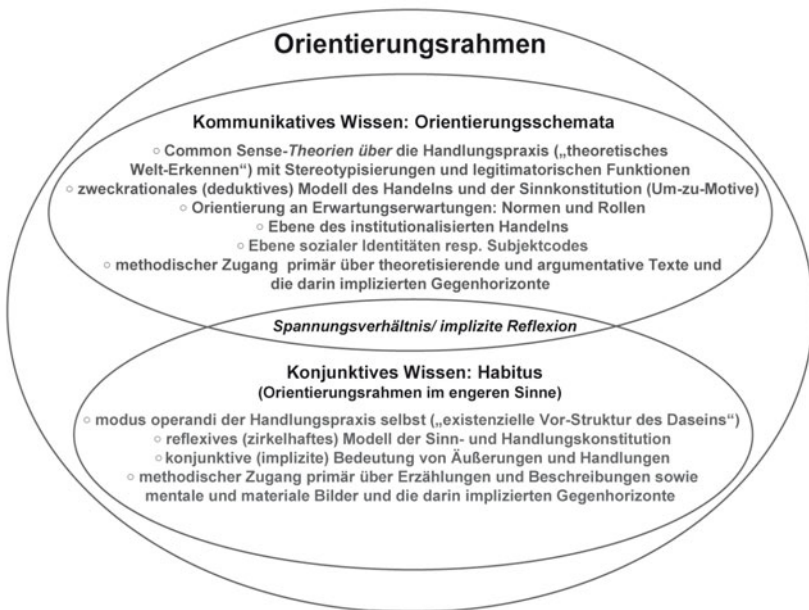 Orientierungsrahmen
Kommunikatives Wissen: Orientierungsschemata
○ Common Sense-Theorien über die Handlungspraxis („theoretisches
Welt-Erkennen“) mit Stereotypisierungen und legitimatorischen Funktionen
○ zweckrationales (deduktives) Modell des Handelns und der Sinnkonstitution (Um-zu-Motive)
○ Orientierung an Erwartungserwartungen: Normen und Rollen
○ Ebene des institutionalisierten Handelns
○ Ebene sozialer Identitäten resp. Subjektcodes
○ methodischer Zugang primär über theoretisierende und argumentative Texte und
die darin implizierten Gegenhorizonte
Spannungsverhältnis/ implizite Reflexion
Konjunktives Wissen: Habitus
(Orientierungsrahmen im engeren Sinne)
○ modus operandi der Handlungspraxis selbst („existenzielle Vor-Struktur des Daseins“)
○ reflexives (zirkelhaftes) Modell der Sinn- und Handlungskonstitution
○ konjunktive (implizite) Bedeutung von Äußerungen und Handlungen
○ methodischer Zugang primär über Erzählungen und Beschreibungen sowie
mentale und materiale Bilder und die darin implizierten Gegenhorizonte